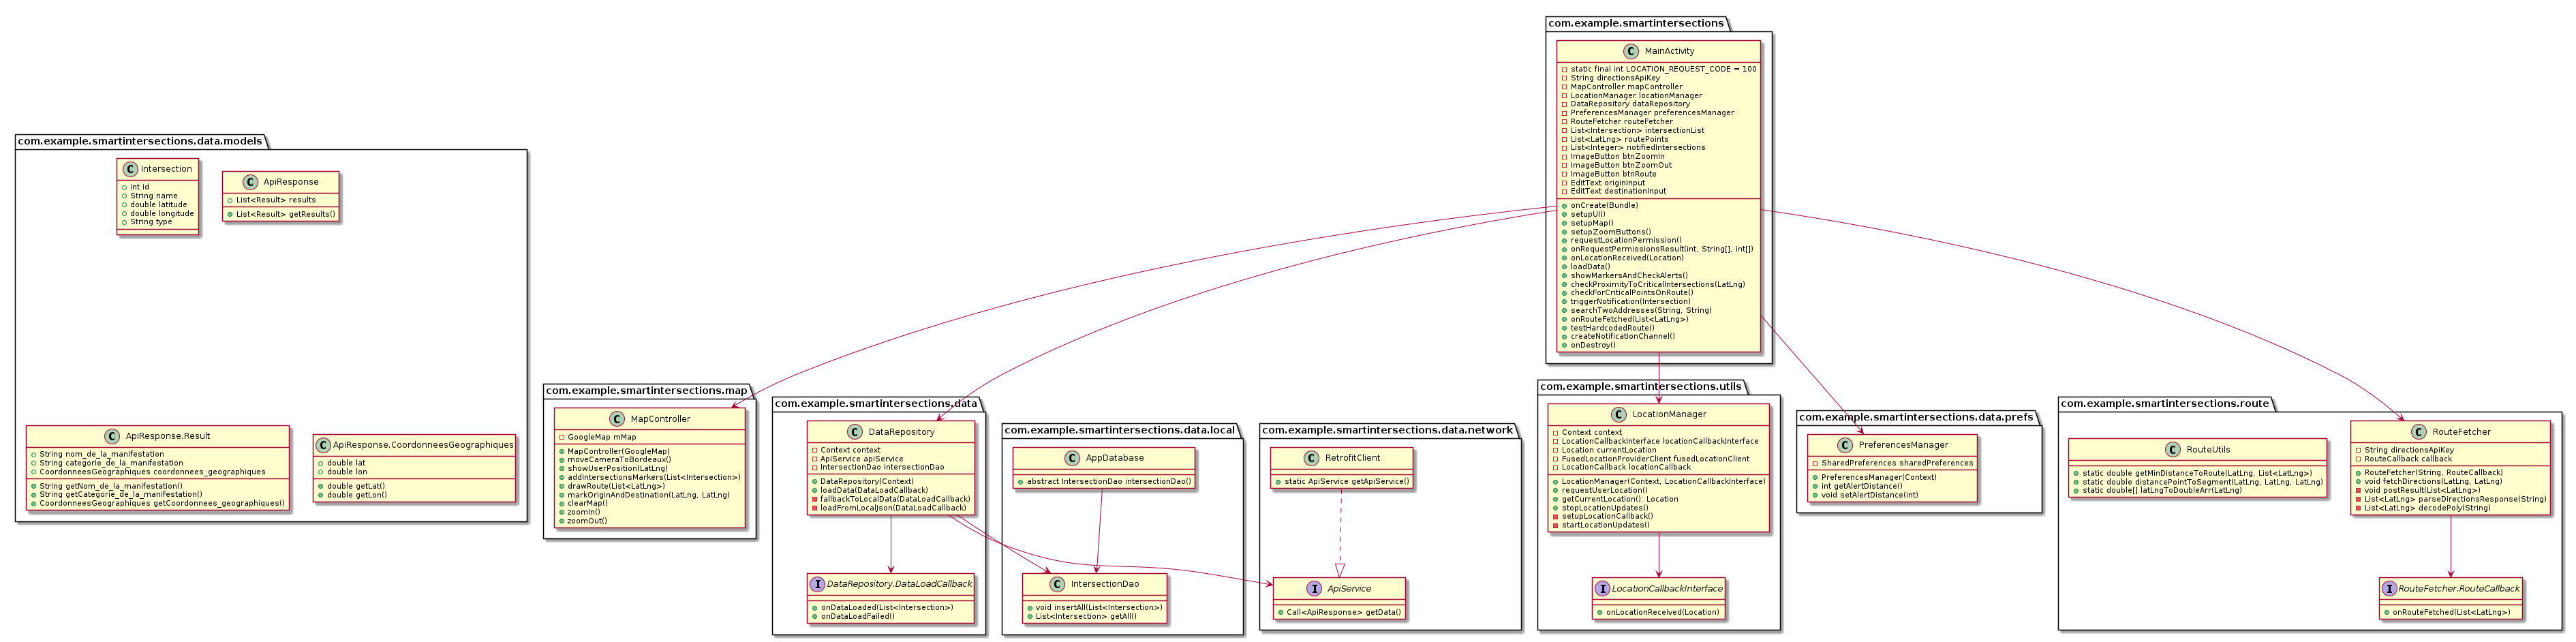 com.example.smartintersections
C MainActivity
static final int LOCATION_REQUEST_CODE = 100
String directionsApiKey
MapController mapController
LocationManager locationManager
DataRepository dataRepository
PreferencesManager preferencesManager
RouteFetcher routeFetcher
List<Intersection> intersectionList
List<LatLng> routePoints
List<Integer> notifiedIntersections
ImageButton btnZoomIn
ImageButton btnZoomOut
ImageButton btnRoute
EditText originInput
EditText destinationInput
onCreate(Bundle)
setupUI()
setupMap()
setupZoomButtons()
requestLocationPermission()
onRequestPermissionsResult(int, String[], int[])
onLocationReceived(Location)
loadData()
showMarkersAndCheckAlerts()
checkProximityToCriticalIntersections(LatLng)
checkForCriticalPointsOnRoute()
triggerNotification(Intersection)
searchTwoAddresses(String, String)
onRouteFetched(List<LatLng>)
testHardcodedRoute()
createNotificationChannel()
onDestroy()
com.example.smartintersections.data.models
C Intersection
int id
String name
double latitude
double longitude
String type
C ApiResponse
List<Result> results
List<Result> getResults()
C ApiResponse.Result
String nom_de_la_manifestation
String categorie_de_la_manifestation
CoordonneesGeographiques coordonnees_geographiques
String getNom_de_la_manifestation()
String getCategorie_de_la_manifestation()
CoordonneesGeographiques getCoordonnees_geographiques()
C ApiResponse.CoordonneesGeographiques
double lat
double lon
double getLat()
double getLon()
com.example.smartintersections.map
C MapController
GoogleMap mMap
MapController(GoogleMap)
moveCameraToBordeaux()
showUserPosition(LatLng)
addIntersectionsMarkers(List<Intersection>)
drawRoute(List<LatLng>)
markOriginAndDestination(LatLng, LatLng)
clearMap()
zoomIn()
zoomOut()
com.example.smartintersections.data
C DataRepository
Context context
ApiService apiService
IntersectionDao intersectionDao
DataRepository(Context)
loadData(DataLoadCallback)
fallbackToLocalData(DataLoadCallback)
loadFromLocalJson(DataLoadCallback)
I DataRepository.DataLoadCallback
onDataLoaded(List<Intersection>)
onDataLoadFailed()
com.example.smartintersections.data.local
C AppDatabase
abstract IntersectionDao intersectionDao()
C IntersectionDao
void insertAll(List<Intersection>)
List<Intersection> getAll()
com.example.smartintersections.data.network
C RetrofitClient
static ApiService getApiService()
I ApiService
Call<ApiResponse> getData()
com.example.smartintersections.utils
C LocationManager
Context context
LocationCallbackInterface locationCallbackInterface
Location currentLocation
FusedLocationProviderClient fusedLocationClient
LocationCallback locationCallback
LocationManager(Context, LocationCallbackInterface)
requestUserLocation()
getCurrentLocation(): Location
stopLocationUpdates()
setupLocationCallback()
startLocationUpdates()
I LocationCallbackInterface
onLocationReceived(Location)
com.example.smartintersections.data.prefs
C PreferencesManager
SharedPreferences sharedPreferences
PreferencesManager(Context)
int getAlertDistance()
void setAlertDistance(int)
com.example.smartintersections.route
C RouteUtils
static double getMinDistanceToRoute(LatLng, List<LatLng>)
static double distancePointToSegment(LatLng, LatLng, LatLng)
static double[] latLngToDoubleArr(LatLng)
C RouteFetcher
String directionsApiKey
RouteCallback callback
RouteFetcher(String, RouteCallback)
void fetchDirections(LatLng, LatLng)
void postResult(List<LatLng>)
List<LatLng> parseDirectionsResponse(String)
List<LatLng> decodePoly(String)
I RouteFetcher.RouteCallback
onRouteFetched(List<LatLng>)